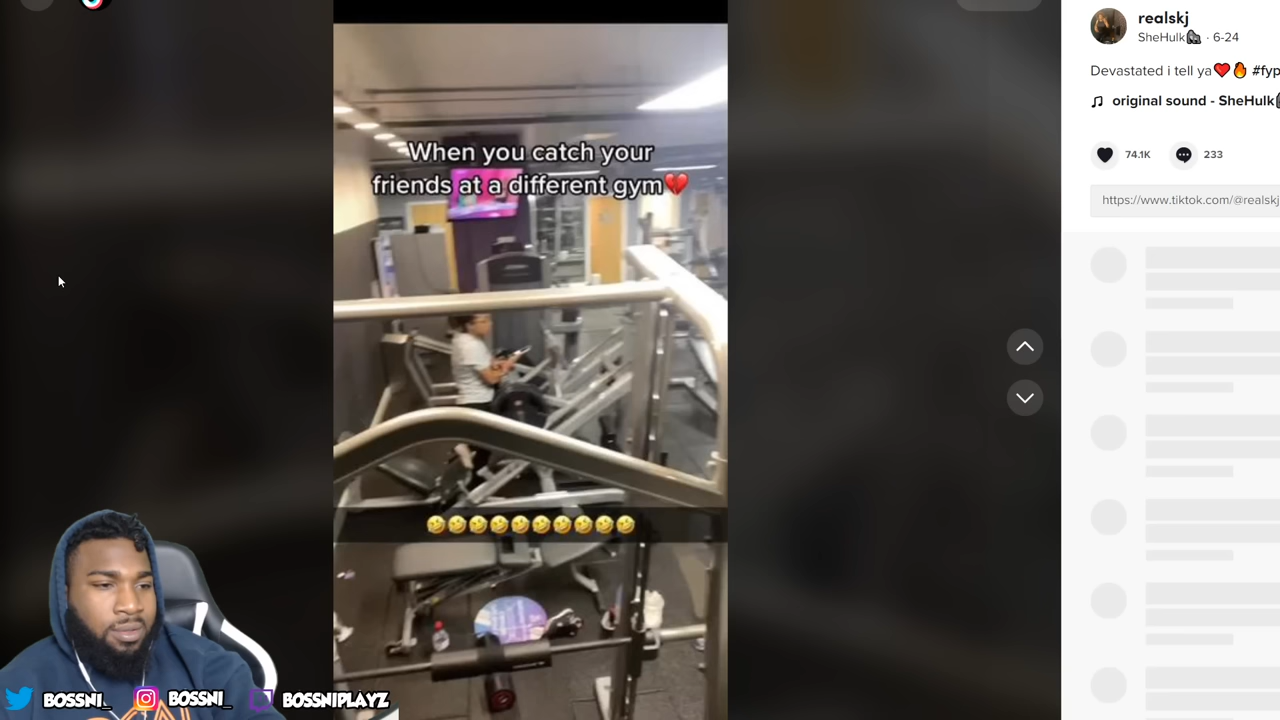 When you catch your
friends at a different gym💔
🤣🤣🤣🤣🤣🤣🤣🤣🤣🤣
realskj
SheHulk🦍 · 6-24
Devastated i tell ya❤️🔥 #fyp
♫ original sound - SheHulk
74.1K
233
https://www.tiktok.com/@realskj
BOSSNI_
BOSSNI_
BOSSNIPLAYZ